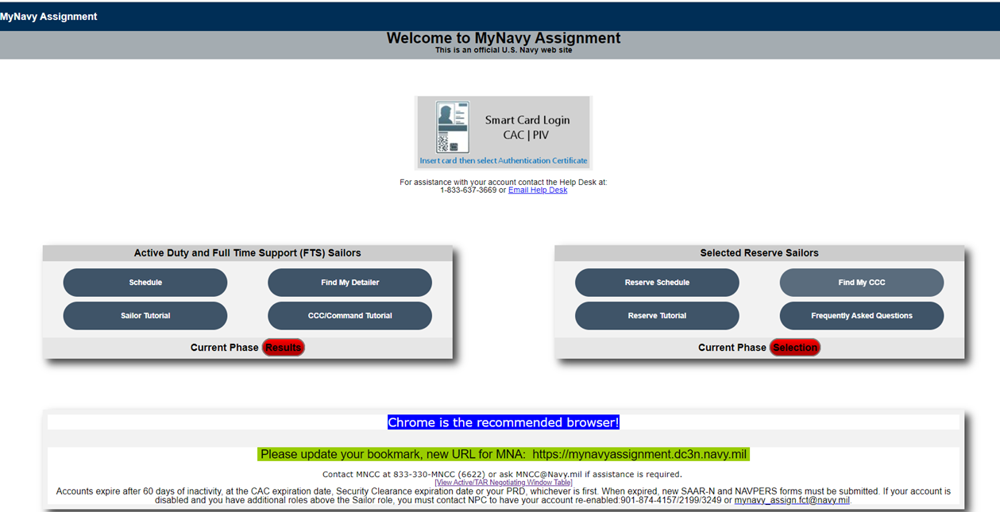 MyNavy Assignment
Welcome to MyNavy Assignment
This is an official U.S. Navy web site
Smart Card Login
CAC | PIV
Insert card then select Authentication Certificate
For assistance with your account contact the Help Desk at:
1-833-637-3669 or Email Help Desk
Active Duty and Full Time Support (FTS) Sailors
Schedule
Find My Detailer
Sailor Tutorial
CCC/Command Tutorial
Current Phase Results
Selected Reserve Sailors
Reserve Schedule
Find My CCC
Reserve Tutorial
Frequently Asked Questions
Current Phase Selection
Chrome is the recommended browser!
Please update your bookmark, new URL for MNA: https://mynavyassignment.dc3n.navy.mil
Contact MNCC at 833-330-MNCC (6622) or ask MNCC@Navy.mil if assistance is required.
[View Active/TAR Negotiating Window Table]
Accounts expire after 60 days of inactivity, at the CAC expiration date, Security Clearance expiration date or your PRD, whichever is first. When expired, new SAAR-N and NAVPERS forms must be submitted. If your account is
disabled and you have additional roles above the Sailor role, you must contact NPC to have your account re-enabled:901-874-4157/2199/3249 or mynavy_assign.fct@navy.mil.